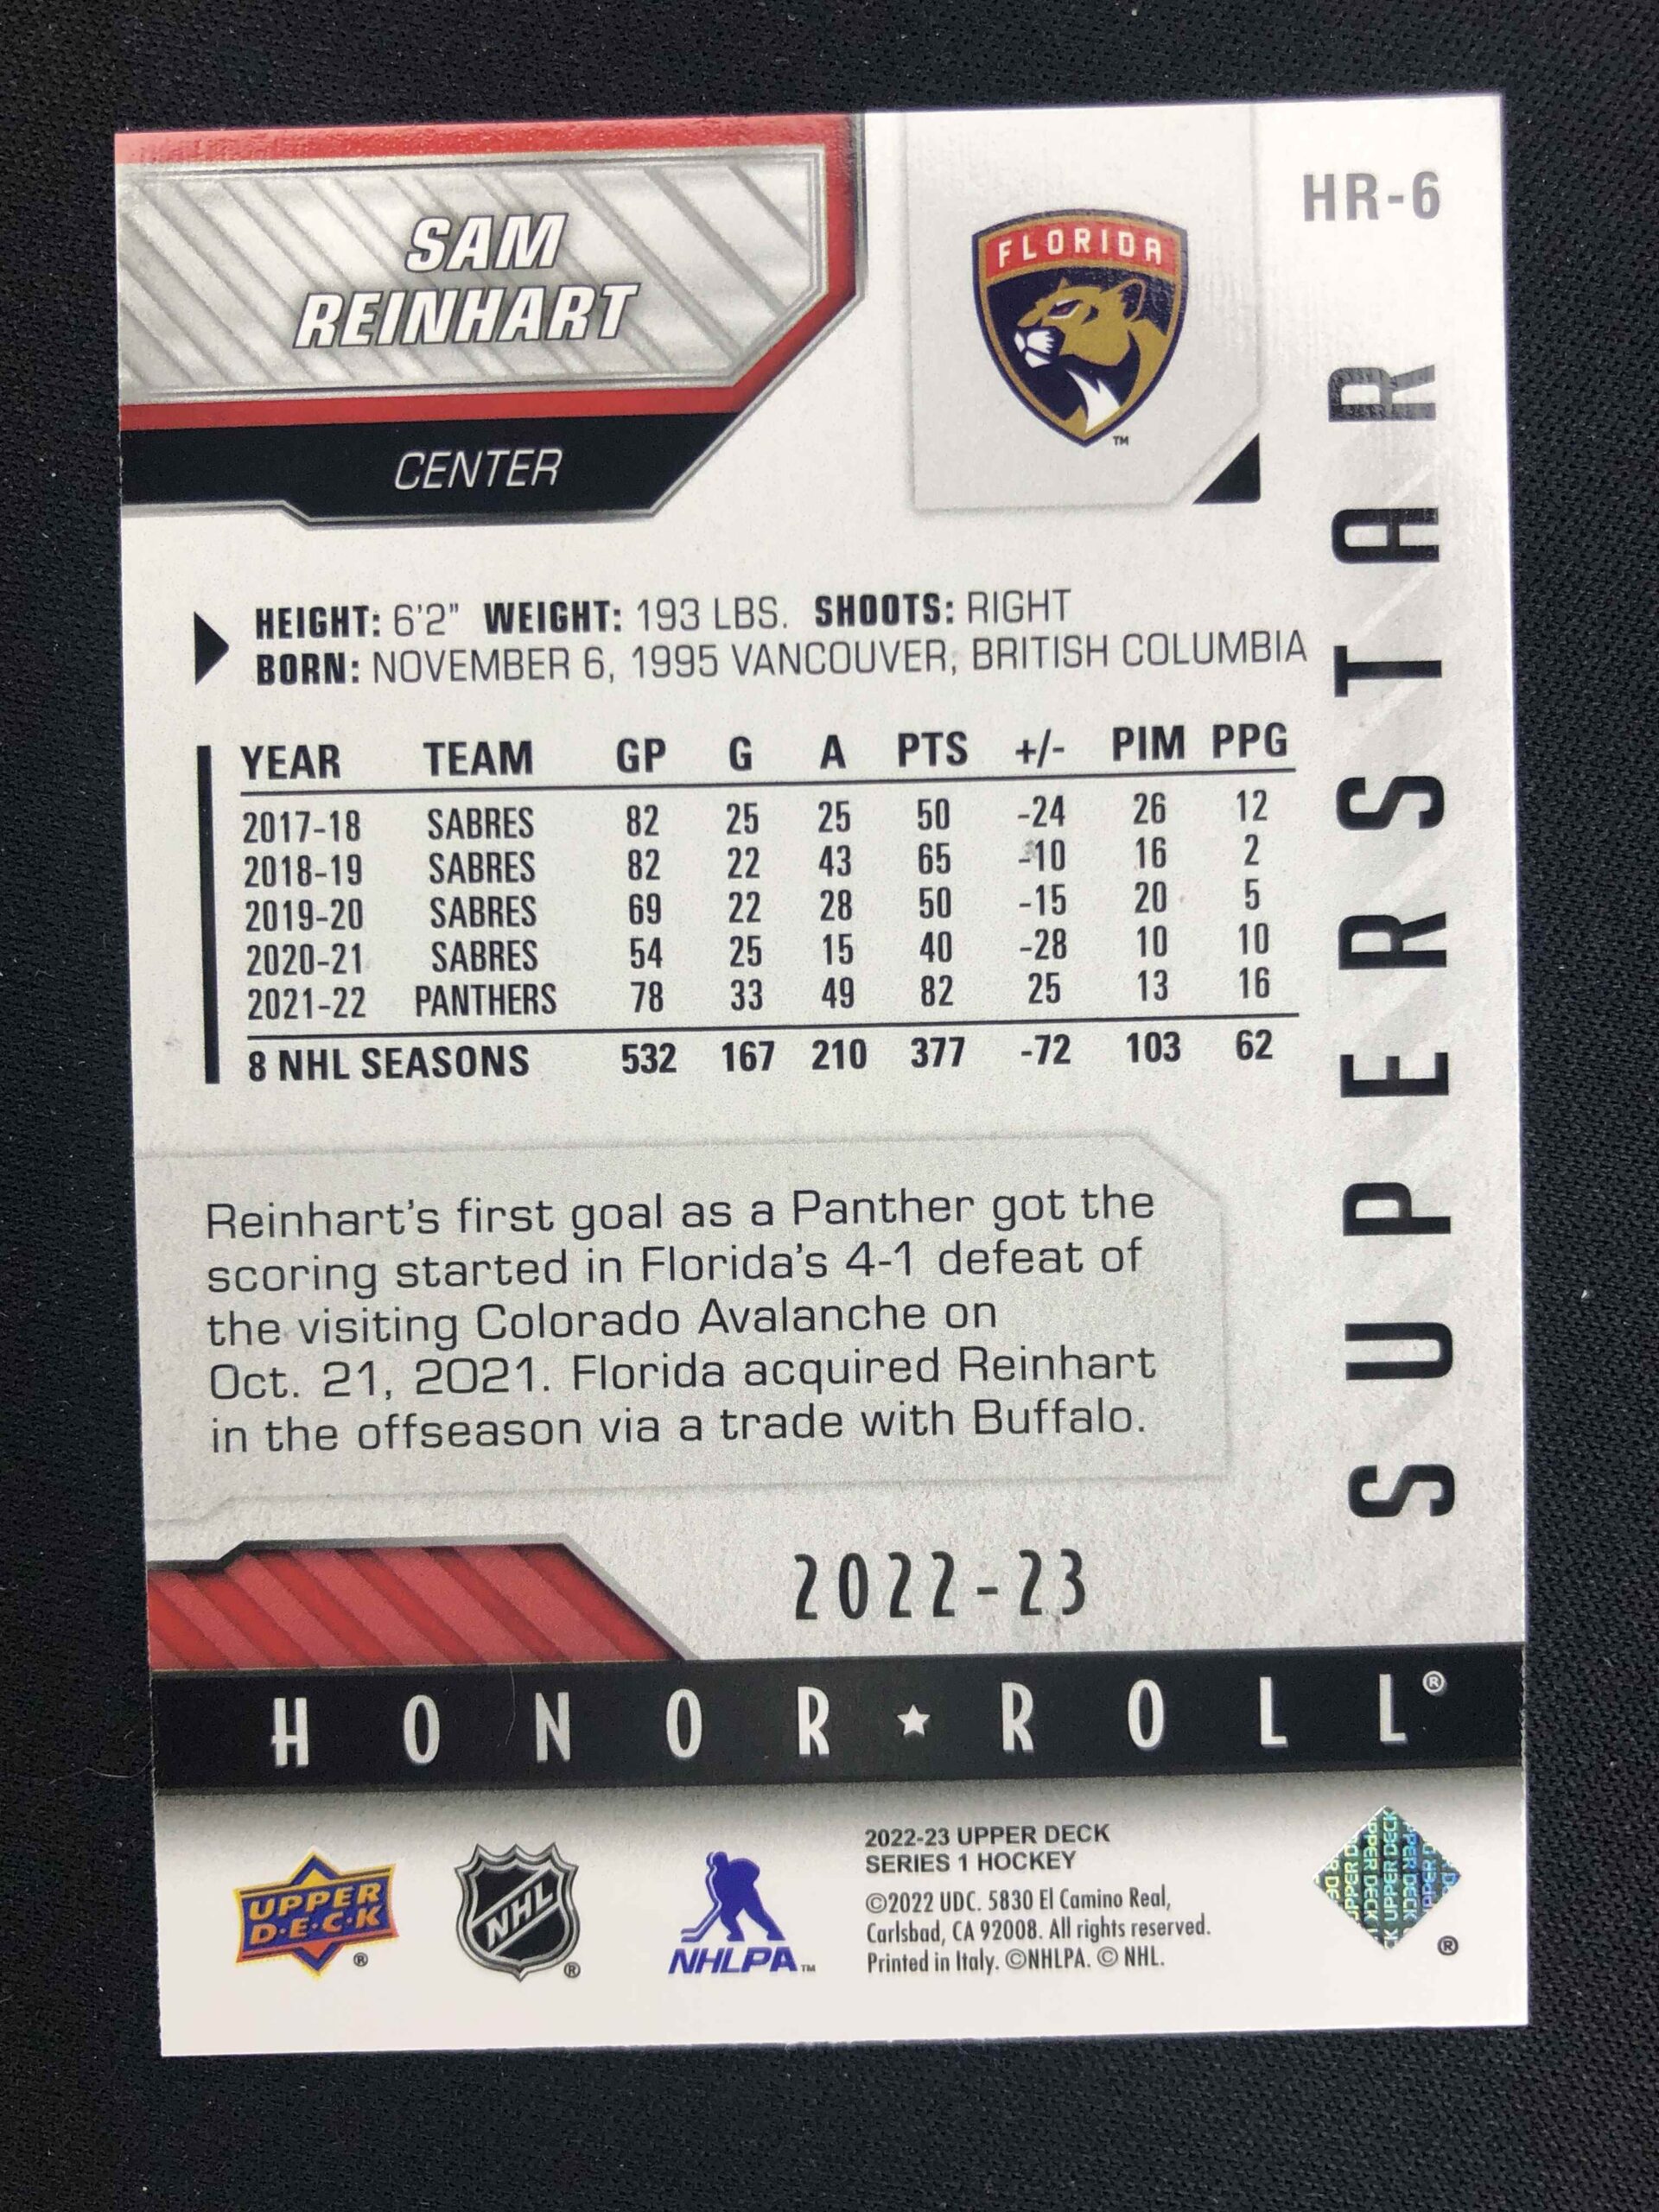 SAM
REINHART
CENTER
FLORIDA
TM
HR-6
SUPERSTAR
HEIGHT: 6'2" WEIGHT: 193 LBS. SHOOTS: RIGHT
BORN: NOVEMBER 6, 1995 VANCOUVER, BRITISH COLUMBIA
YEAR TEAM GP G A PTS +/- PIM PPG
2017-18 SABRES 82 25 25 50 -24 26 12
2018-19 SABRES 82 22 43 65 -10 16 2
2019-20 SABRES 69 22 28 50 -15 20 5
2020-21 SABRES 54 25 15 40 -28 10 10
2021-22 PANTHERS 78 33 49 82 25 13 16
8 NHL SEASONS 532 167 210 377 -72 103 62
Reinhart's first goal as a Panther got the
scoring started in Florida's 4-1 defeat of
the visiting Colorado Avalanche on
Oct. 21, 2021. Florida acquired Reinhart
in the offseason via a trade with Buffalo.
2022-23
HONOR ★ ROLL®
UPPER
D·E·C·K
®
NHL
®
NHLPA™
2022-23 UPPER DECK
SERIES 1 HOCKEY
©2022 UDC. 5830 El Camino Real,
Carlsbad, CA 92008. All rights reserved.
Printed in Italy. ©NHLPA. © NHL.
UPPER DECK
®